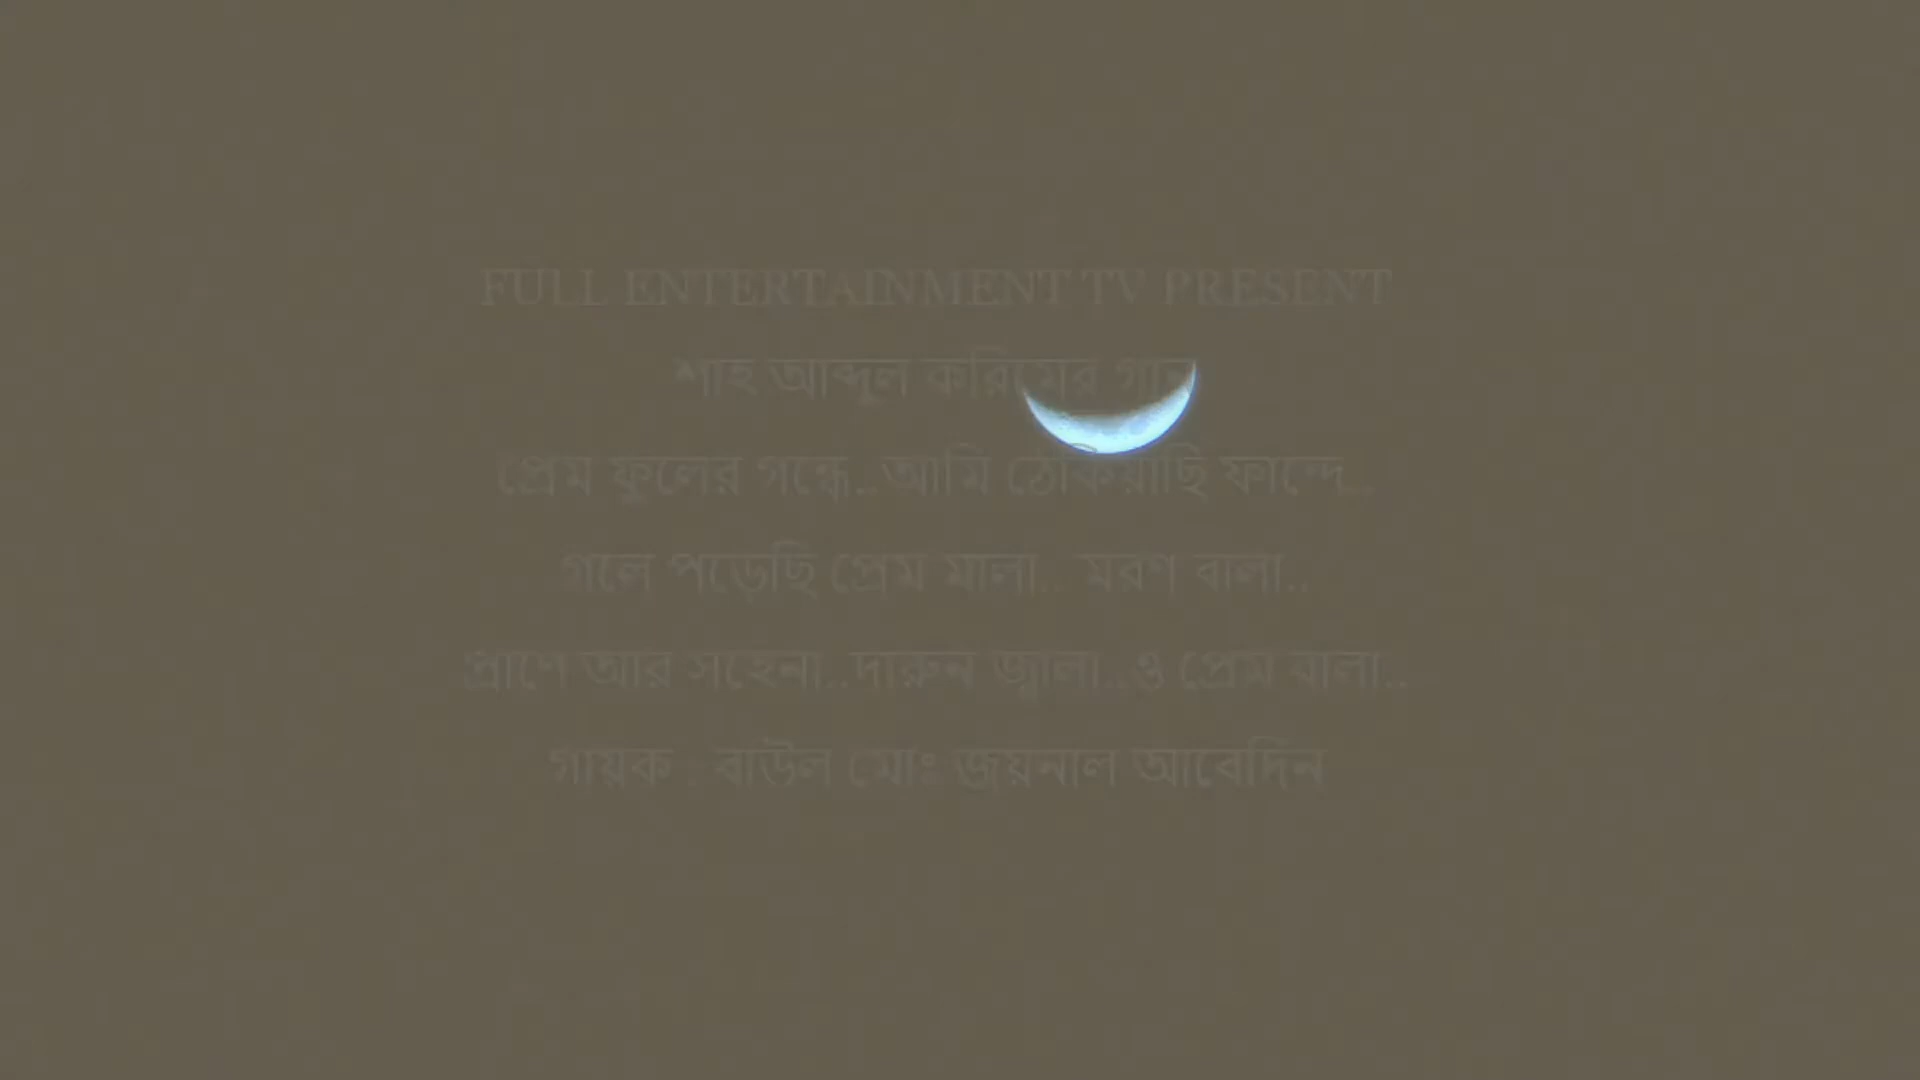 FULL ENTERTAINMENT TV PRESENT
শাহ আব্দুল করিমের গান
প্রেম ফুলের গন্ধে..আমি ঠেকিয়াছি ফান্দে..
গলে পড়েছি প্রেম মালা.. মরণ বালা..
প্রাণে আর সহেনা..দারুন জ্বালা..ও প্রেম বালা..
গায়ক : বাউল মোঃ জয়নাল আবেদিন